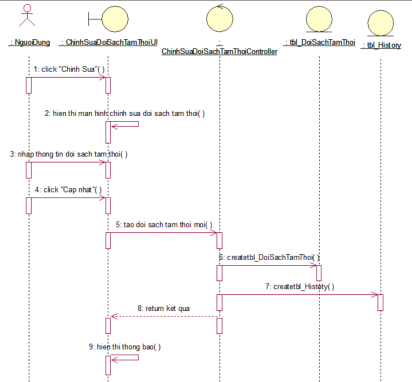 : NguoiDung
: ChinhSuaDoiSachTamThoiUI
:
ChinhSuaDoiSachTamThoiController
: tbl_DoiSachTamThoi
: tbl_History
1: click "Chinh Sua"( )
2: hien thi man hinh chinh sua doi sach tam thoi( )
3: nhap thong tin doi sach tam thoi( )
4: click "Cap nhat"( )
5: tao doi sach tam thoi moi( )
6: createtbl_DoiSachTamThoi( )
7: createtbl_History( )
8: return ket qua
9: hien thi thong bao( )